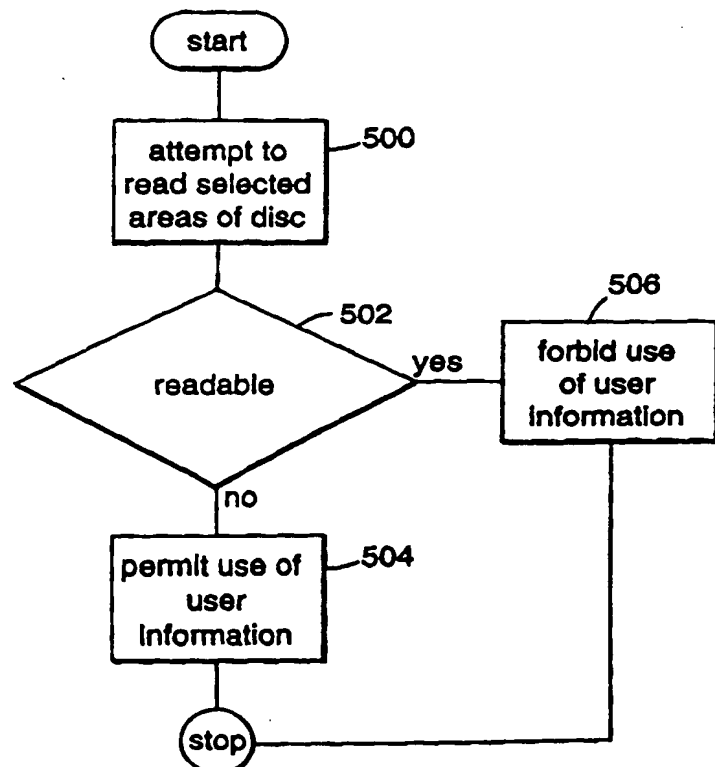 start
attempt to
read selected
areas of disc
500
502
readable
yes
506
forbid use
of user
information
no
permit use of
user
information
504
stop